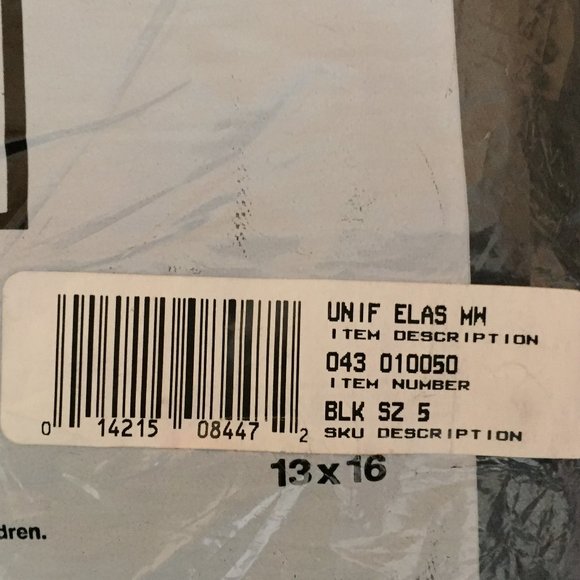 UNIF ELAS MW
ITEM DESCRIPTION
043 010050
ITEM NUMBER
BLK SZ 5
SKU DESCRIPTION
0 14215 08447 2
13x16
dren.